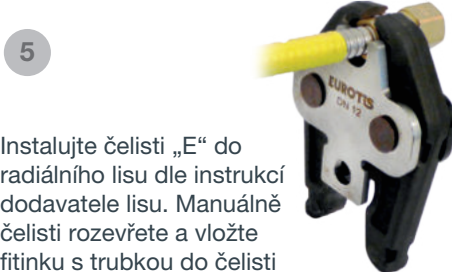 5
EUROTIS
DN 12
Instalujte čelisti „E“ do
radiálního lisu dle instrukcí
dodavatele lisu. Manuálně
čelisti rozevřete a vložte
fitinku s trubkou do čelisti